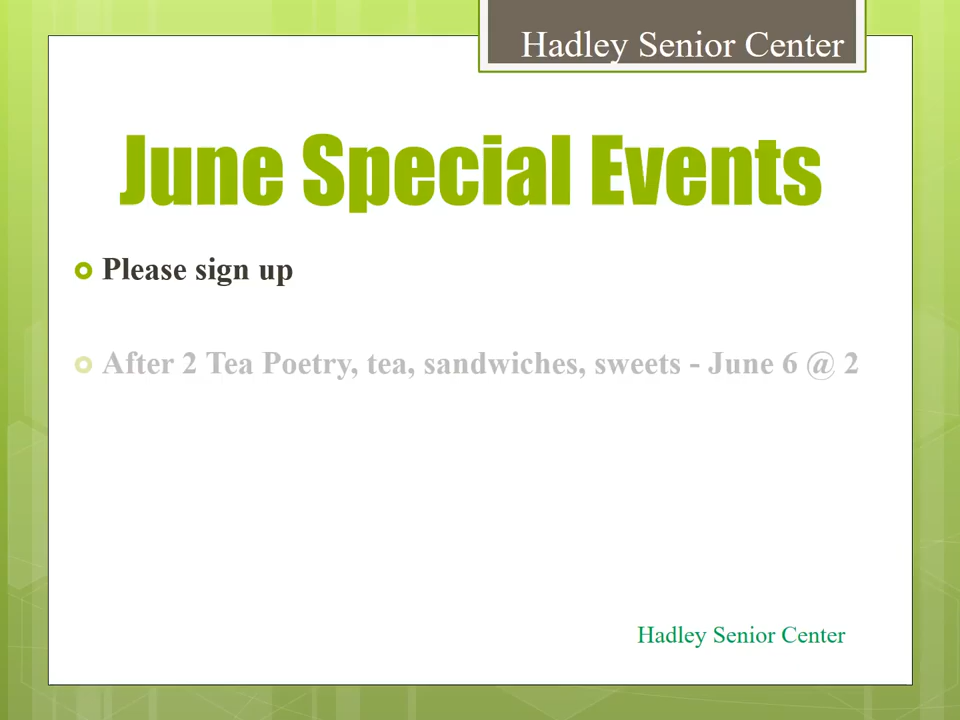 Hadley Senior Center
June Special Events
Please sign up
After 2 Tea Poetry, tea, sandwiches, sweets - June 6 @ 2
Hadley Senior Center